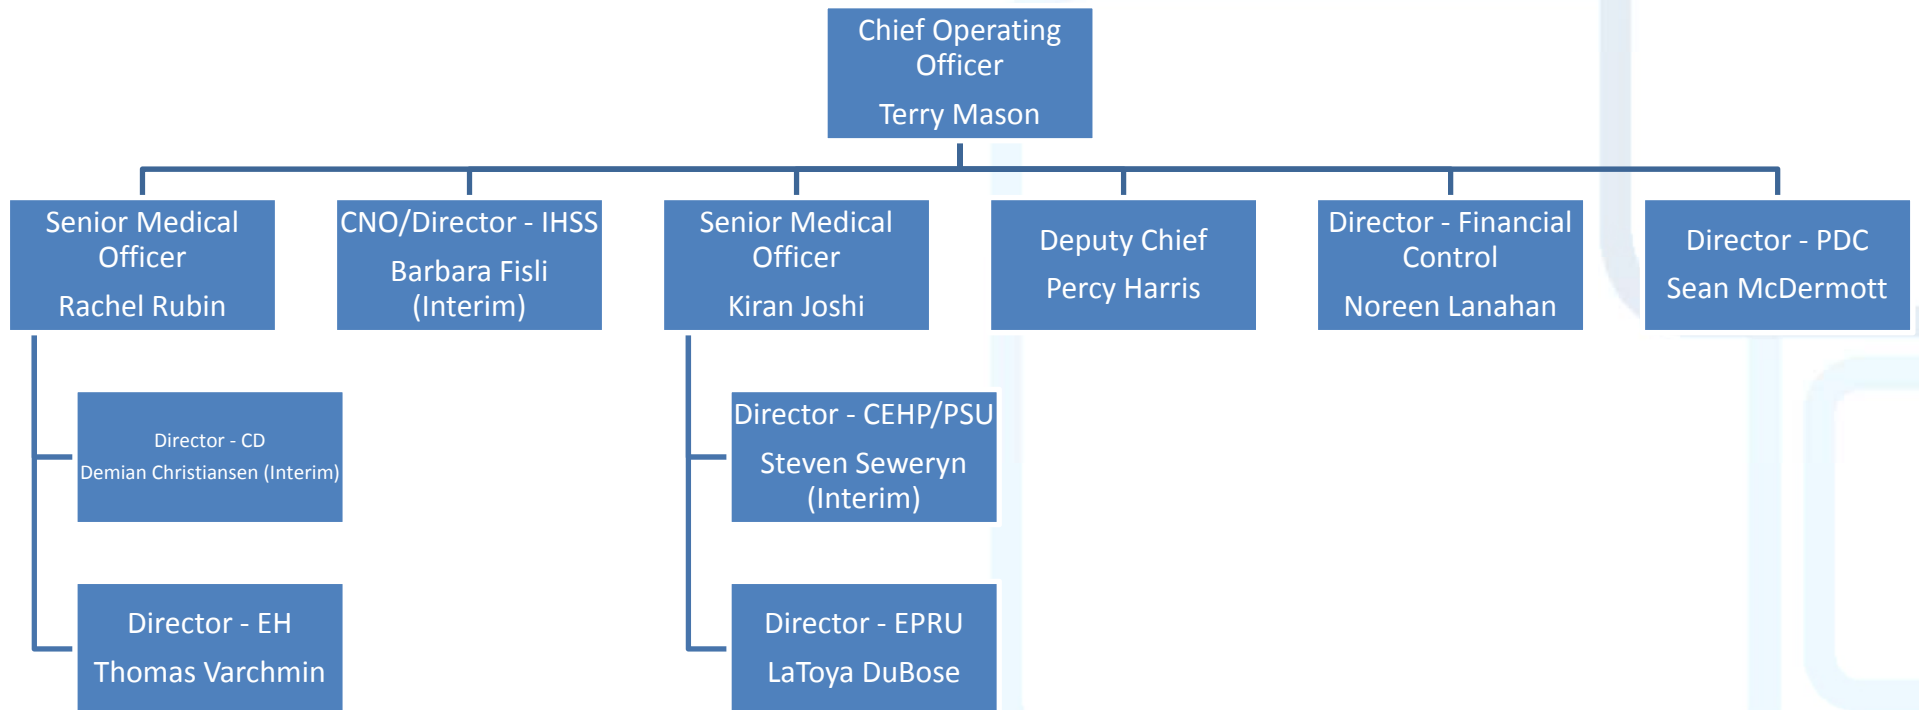 Chief Operating
Officer
Terry Mason
Senior Medical
Officer
Rachel Rubin
CNO/Director - IHSS
Barbara Fisli
(Interim)
Senior Medical
Officer
Kiran Joshi
Deputy Chief
Percy Harris
Director - Financial
Control
Noreen Lanahan
Director - PDC
Sean McDermott
Director - CD
Demian Christiansen (Interim)
Director - EH
Thomas Varchmin
Director - CEHP/PSU
Steven Seweryn
(Interim)
Director - EPRU
LaToya DuBose